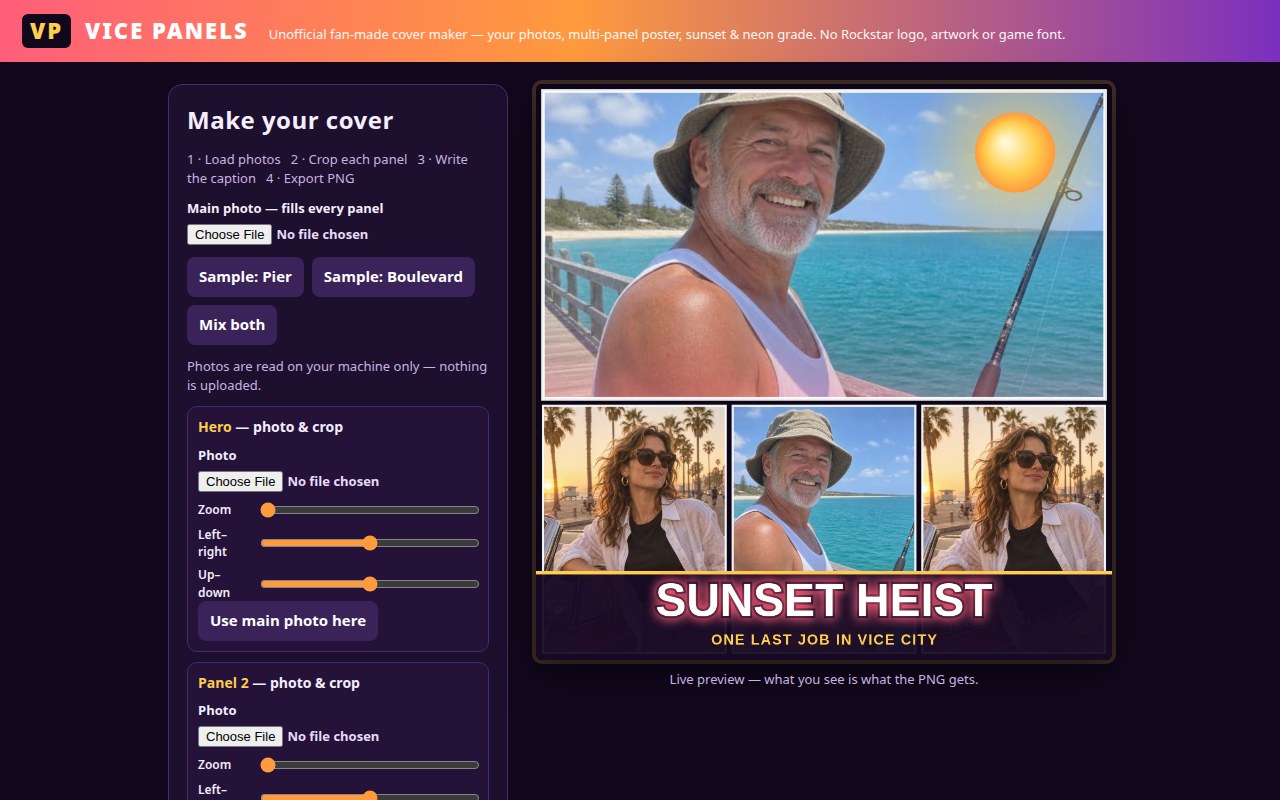 VP VICE PANELS Unofficial fan-made cover maker — your photos, multi-panel poster, sunset & neon grade. No Rockstar logo, artwork or game font.
Make your cover
1 · Load photos 2 · Crop each panel 3 · Write
the caption 4 · Export PNG
Main photo — fills every panel
Choose File No file chosen
Sample: Pier Sample: Boulevard
Mix both
Photos are read on your machine only — nothing
is uploaded.
Hero — photo & crop
Photo
Choose File No file chosen
Zoom
Left–
right
Up–
down
Use main photo here
Panel 2 — photo & crop
Photo
Choose File No file chosen
Zoom
Left–
SUNSET HEIST
ONE LAST JOB IN VICE CITY
Live preview — what you see is what the PNG gets.